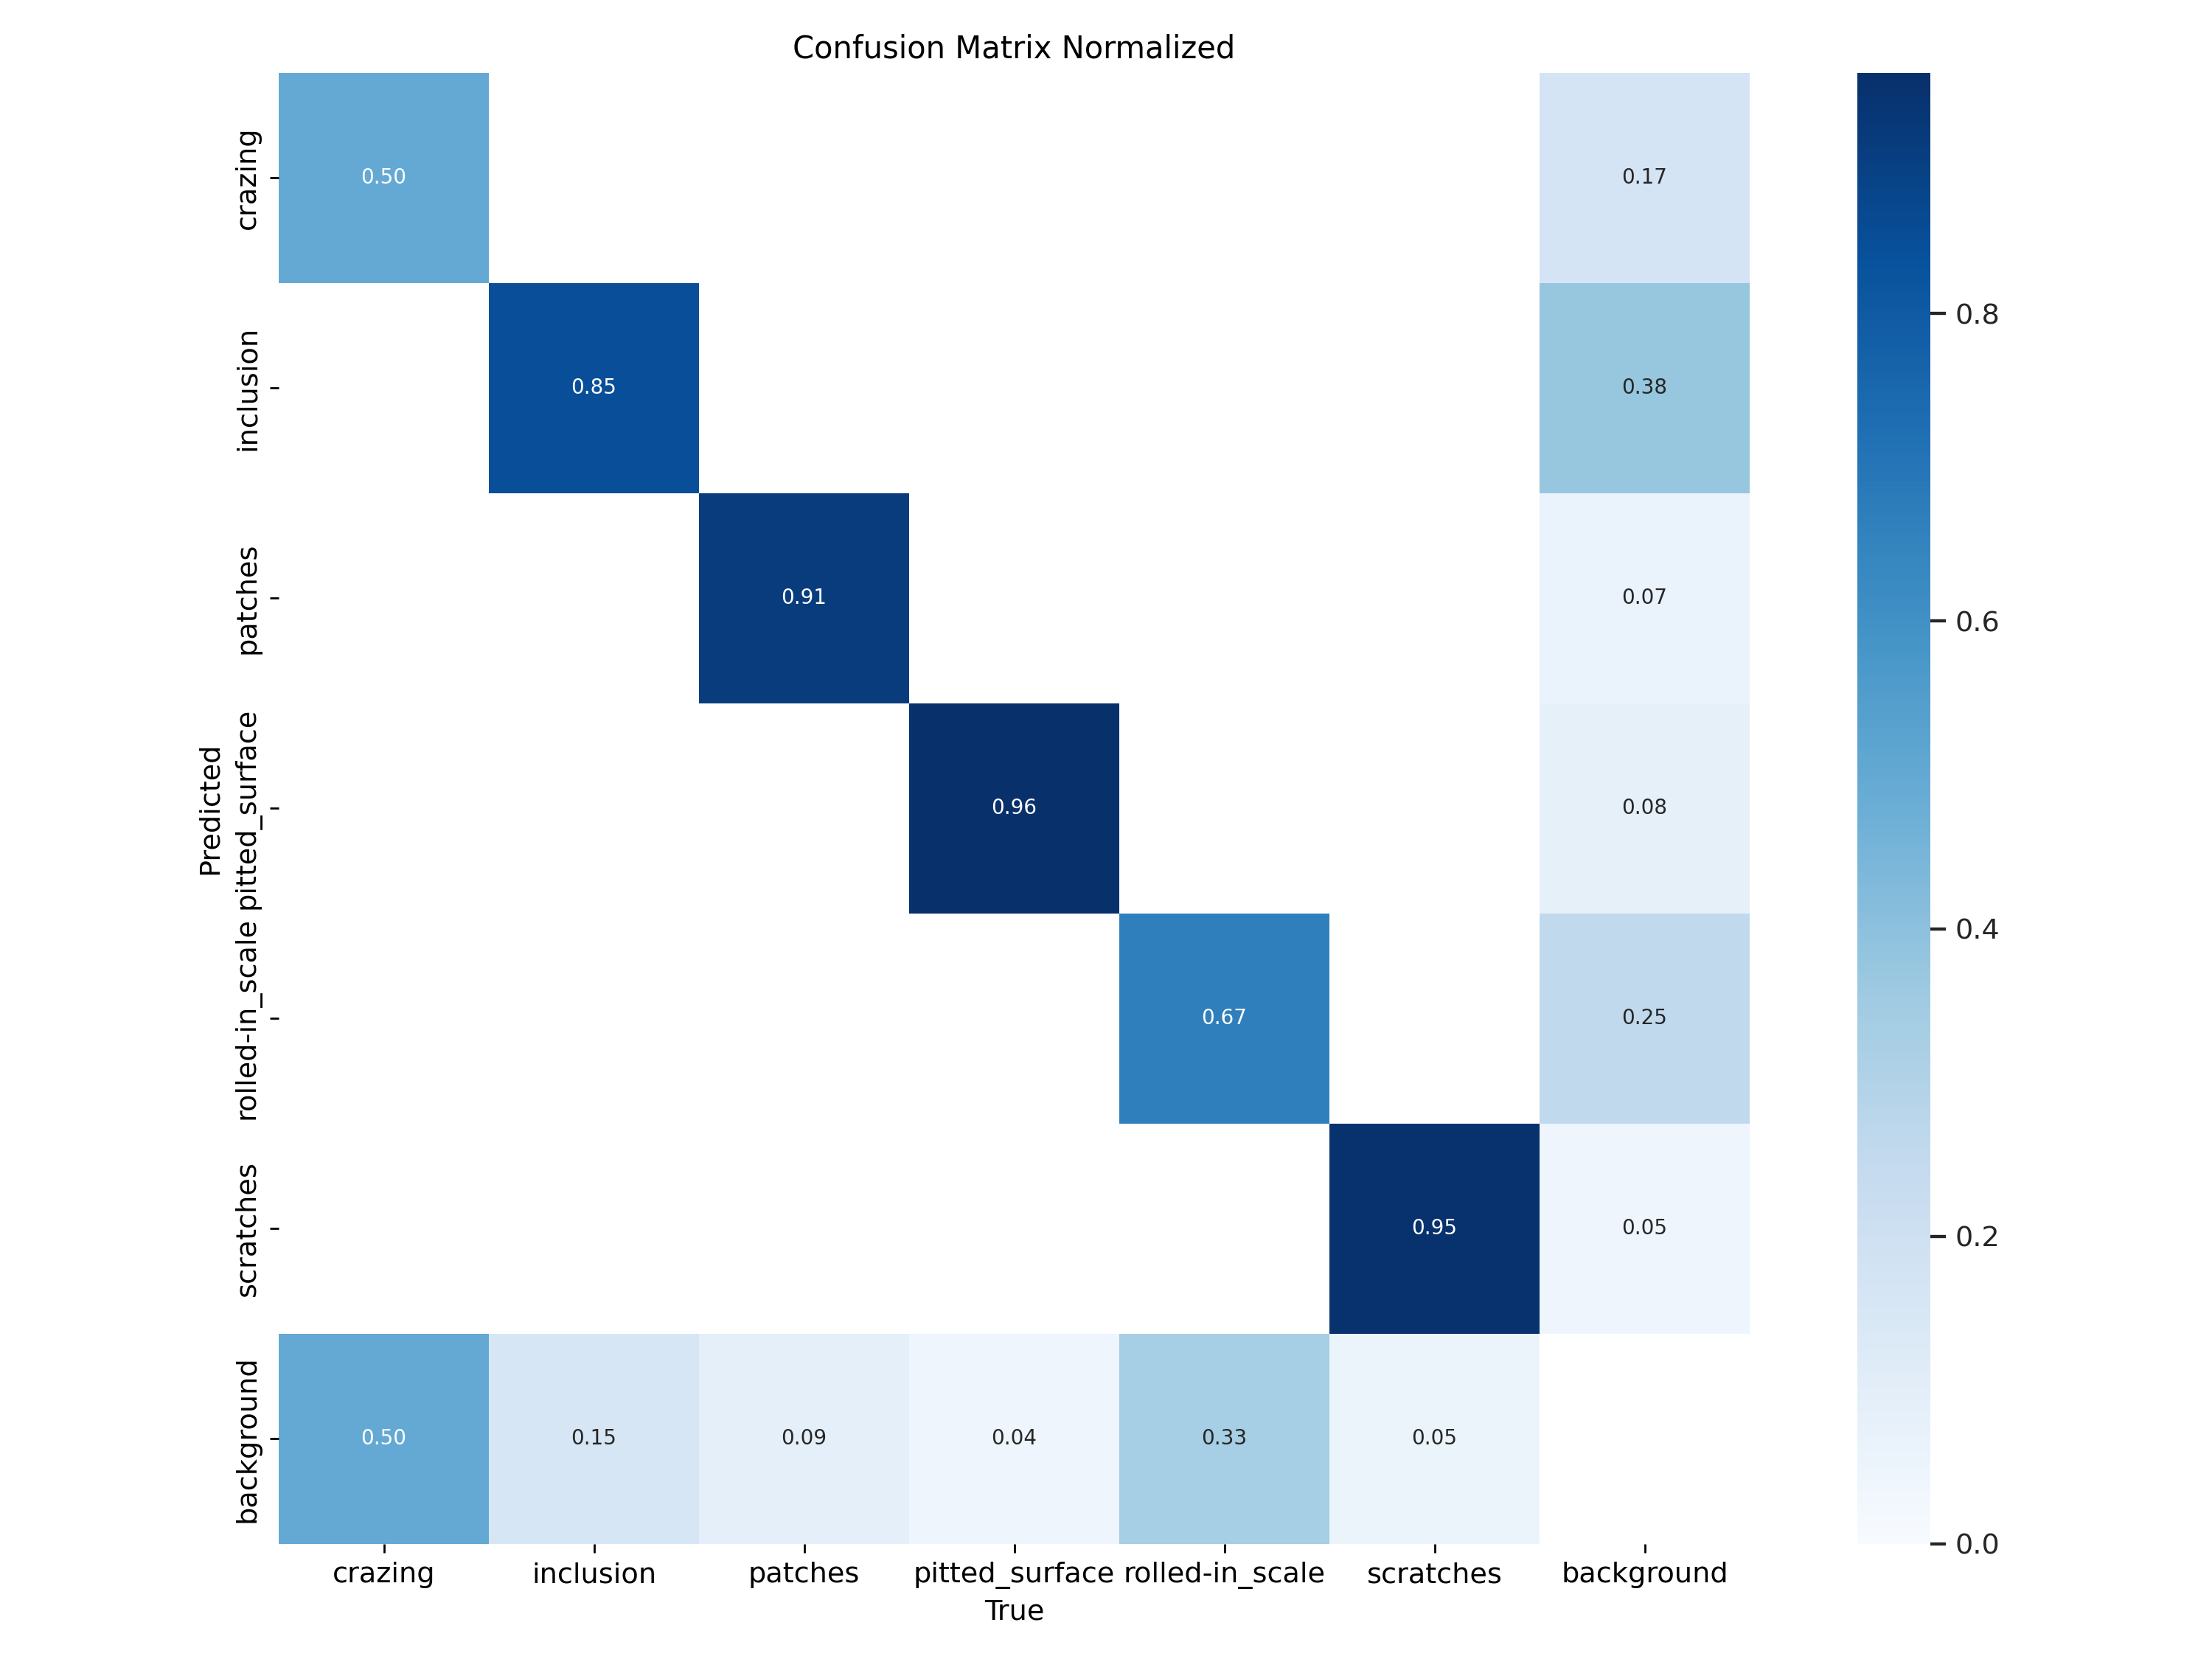 Confusion Matrix Normalized
crazing
0.50
0.17
inclusion
0.85
0.38
0.8
patches
0.91
0.07
0.6
Predicted
pitted_surface
0.96
0.08
0.4
rolled-in_scale
0.67
0.25
scratches
0.95
0.05
0.2
background
0.50
0.15
0.09
0.04
0.33
0.05
0.0
crazing inclusion patches pitted_surface rolled-in_scale scratches background
True